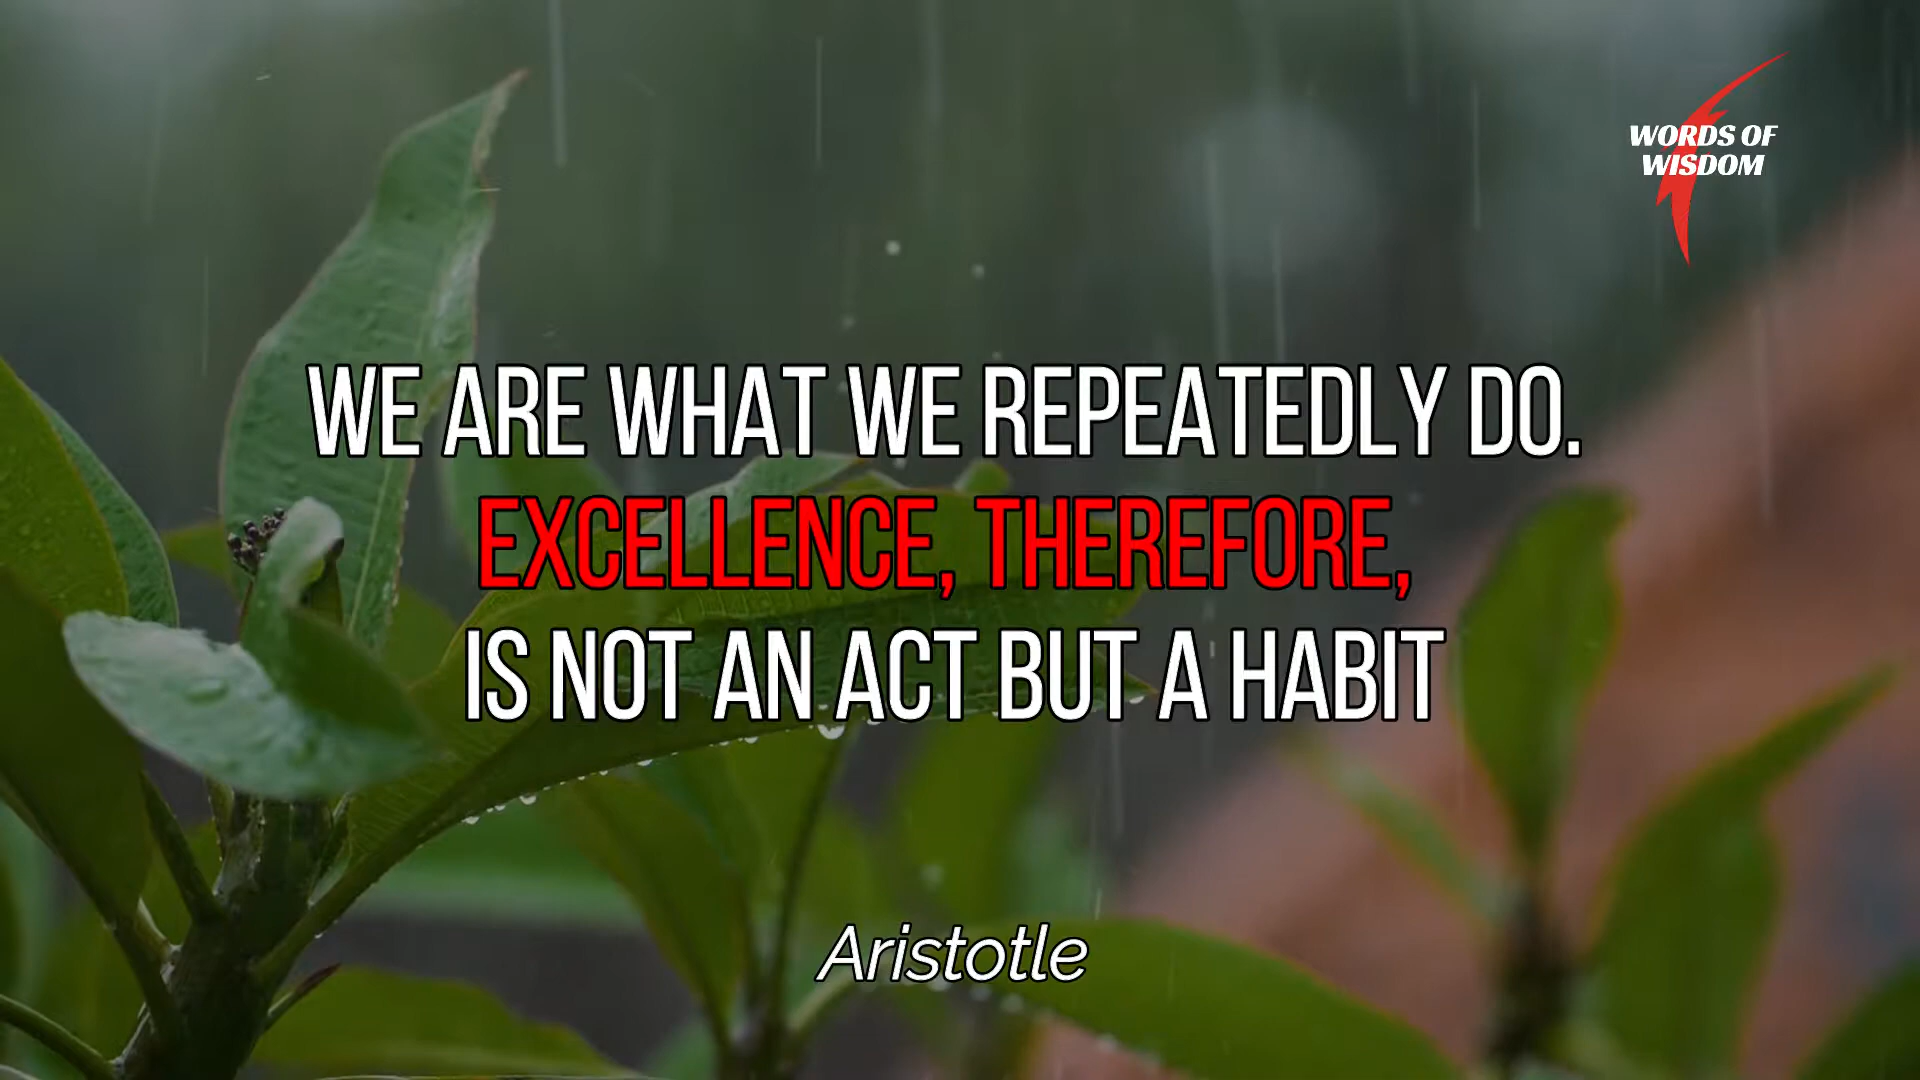 WORDS OF
WISDOM
WE ARE WHAT WE REPEATEDLY DO.
EXCELLENCE, THEREFORE,
IS NOT AN ACT BUT A HABIT
Aristotle